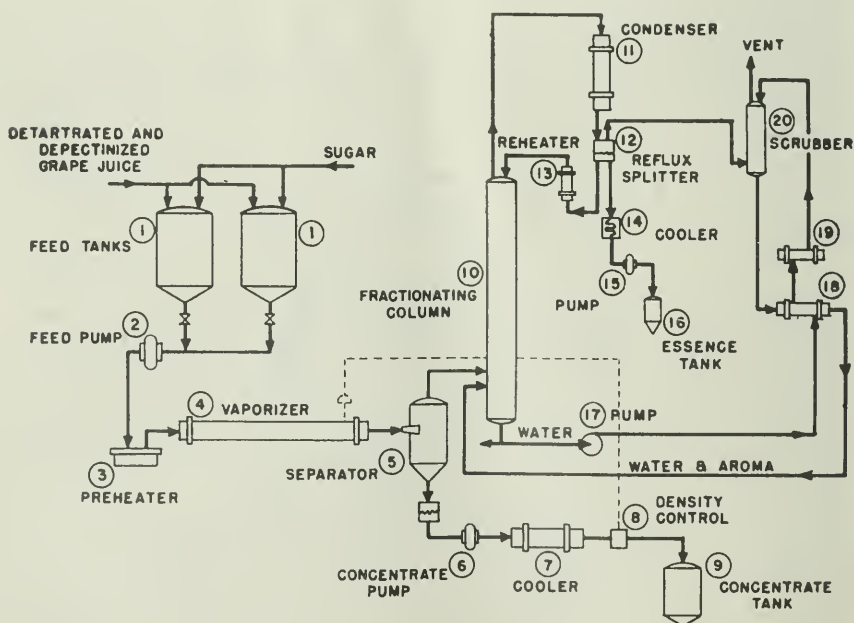 DETARTRATED AND
DEPECTINIZED
GRAPE JUICE
SUGAR
1
1
FEED TANKS
2
FEED PUMP
4
VAPORIZER
3
PREHEATER
5
SEPARATOR
6
CONCENTRATE
PUMP
7
COOLER
8
DENSITY
CONTROL
9
CONCENTRATE
TANK
10
FRACTIONATING
COLUMN
CONDENSER
11
12
REFLUX
SPLITTER
REHEATER
13
14
COOLER
15
PUMP
16
ESSENCE
TANK
17 PUMP
WATER
WATER & AROMA
VENT
20
SCRUBBER
19
18